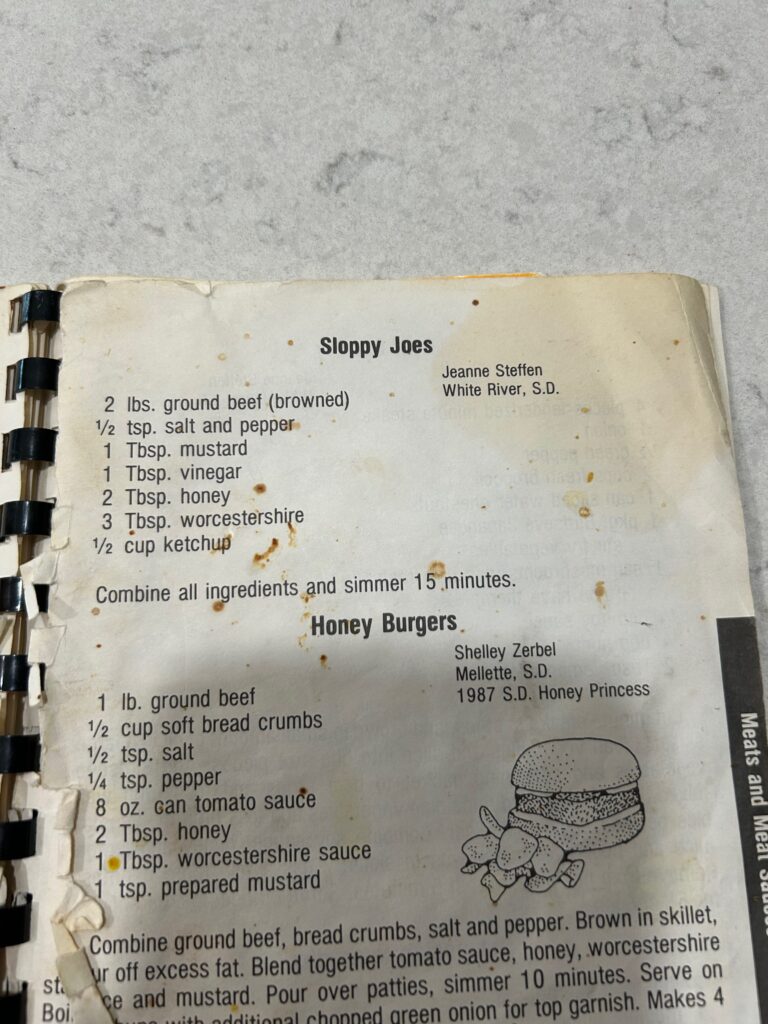 Sloppy Joes
Jeanne Steffen
White River, S.D.
2 lbs. ground beef (browned)
½ tsp. salt and pepper
1 Tbsp. mustard
1 Tbsp. vinegar
2 Tbsp. honey
3 Tbsp. worcestershire
½ cup ketchup
Combine all ingredients and simmer 15 minutes.
Honey Burgers
Shelley Zerbel
Mellette, S.D.
1987 S.D. Honey Princess
1 lb. ground beef
½ cup soft bread crumbs
½ tsp. salt
¼ tsp. pepper
8 oz. can tomato sauce
2 Tbsp. honey
1 Tbsp. worcestershire sauce
1 tsp. prepared mustard
Combine ground beef, bread crumbs, salt and pepper. Brown in skillet,
off excess fat. Blend together tomato sauce, honey, worcestershire
and mustard. Pour over patties, simmer 10 minutes. Serve on
with additional chopped green onion for top garnish. Makes 4
Meats and Meat